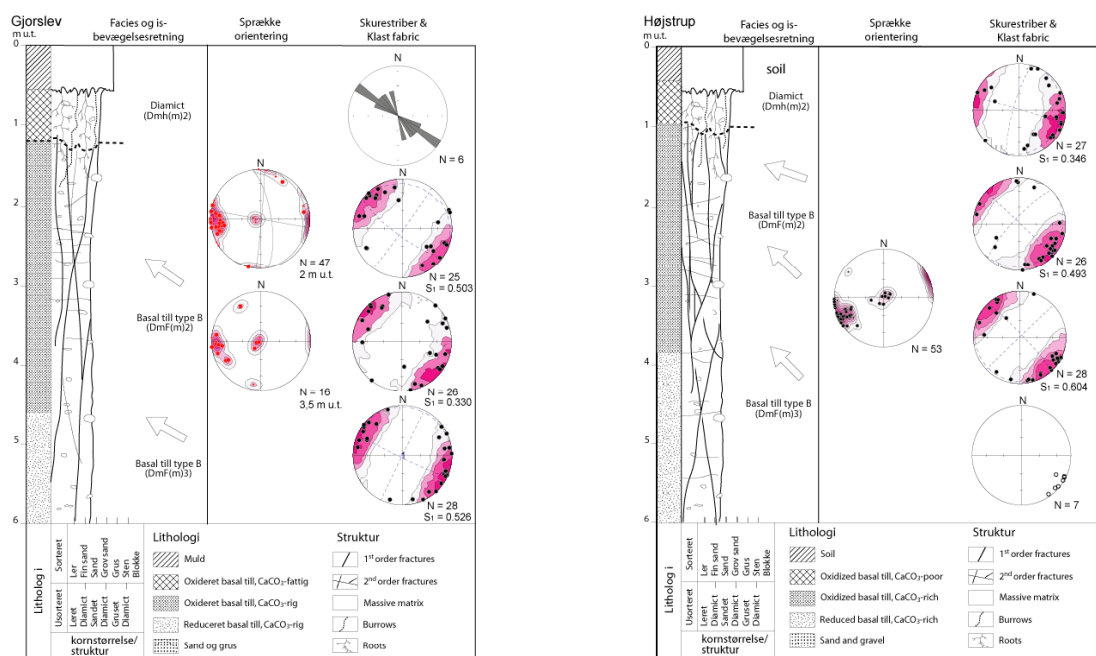 Gjorslev
m u.t.
Facies og is-
bevægelsesretning
Sprække
orientering
Skurestriber &
Klast fabric
0
1
2
3
4
5
6
Diamict
(Dmh(m)2)
Basal till type B
(DmF(m)2)
Basal till type B
(DmF(m)3)
N
N = 47
2 m u.t.
N
N = 16
3,5 m u.t.
N
N = 6
N
N = 25
S1 = 0.503
N
N = 26
S1 = 0.330
N
N = 28
S1 = 0.526
Litholog i
Usorteret
Sorteret
Leret
Diamict
Sandet
Diamict
Gruset
Diamict
Ler
Fin sand
Sand
Grov sand
Grus
Sten
Blokke
kornstørrelse/
struktur
Lithologi
Muld
Oxideret basal till, CaCO3-fattig
Oxideret basal till, CaCO3-rig
Reduceret basal till, CaCO3-rig
Sand og grus
Struktur
1st order fractures
2nd order fractures
Massive matrix
Burrows
Roots
Højstrup
m u.t.
Facies og is-
bevægelsesretning
Sprække
orientering
Skurestriber &
Klast fabric
0
1
2
3
4
5
6
soil
Diamict
(Dmh(m)2)
Basal till type B
(DmF(m)2)
Basal till type B
(DmF(m)3)
N
N = 53
N
N = 27
S1 = 0.346
N
N = 26
S1 = 0.493
N
N = 28
S1 = 0.604
N
N = 7
Litholog i
Usorteret
Sorteret
Leret
Diamict
Sandet
Diamict
Gruset
Diamict
Ler
Fin sand
Sand
Grov sand
Grus
Sten
Blokke
kornstørrelse/
struktur
Lithologi
Soil
Oxidized basal till, CaCO3-poor
Oxidized basal till, CaCO3-rich
Reduced basal till, CaCO3-rich
Sand and gravel
Struktur
1st order fractures
2nd order fractures
Massive matrix
Burrows
Roots